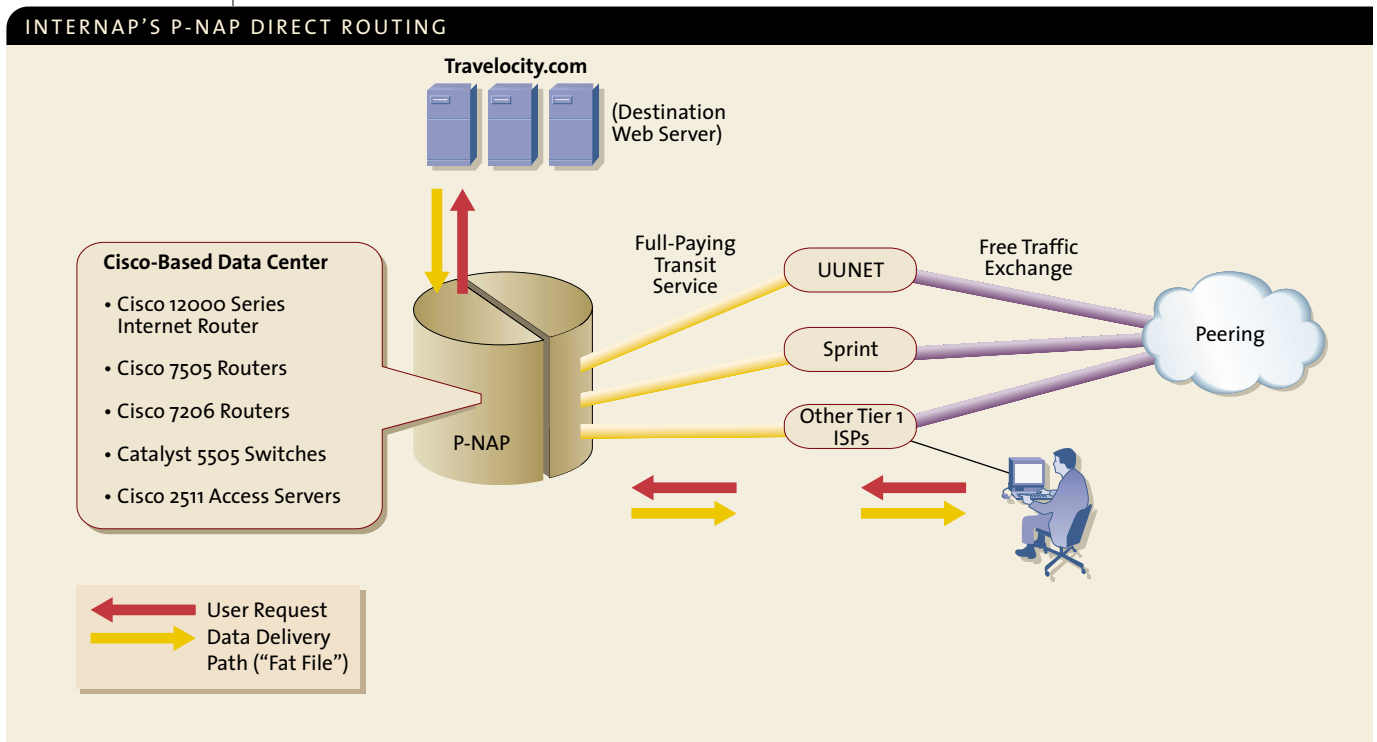 INTERNAP'S P-NAP DIRECT ROUTING
Travelocity.com
(Destination
Web Server)
Cisco-Based Data Center
• Cisco 12000 Series
Internet Router
• Cisco 7505 Routers
• Cisco 7206 Routers
• Catalyst 5505 Switches
• Cisco 2511 Access Servers
P-NAP
Full-Paying
Transit
Service
UUNET
Sprint
Other Tier 1
ISPs
Free Traffic
Exchange
Peering
User Request
Data Delivery
Path ("Fat File")